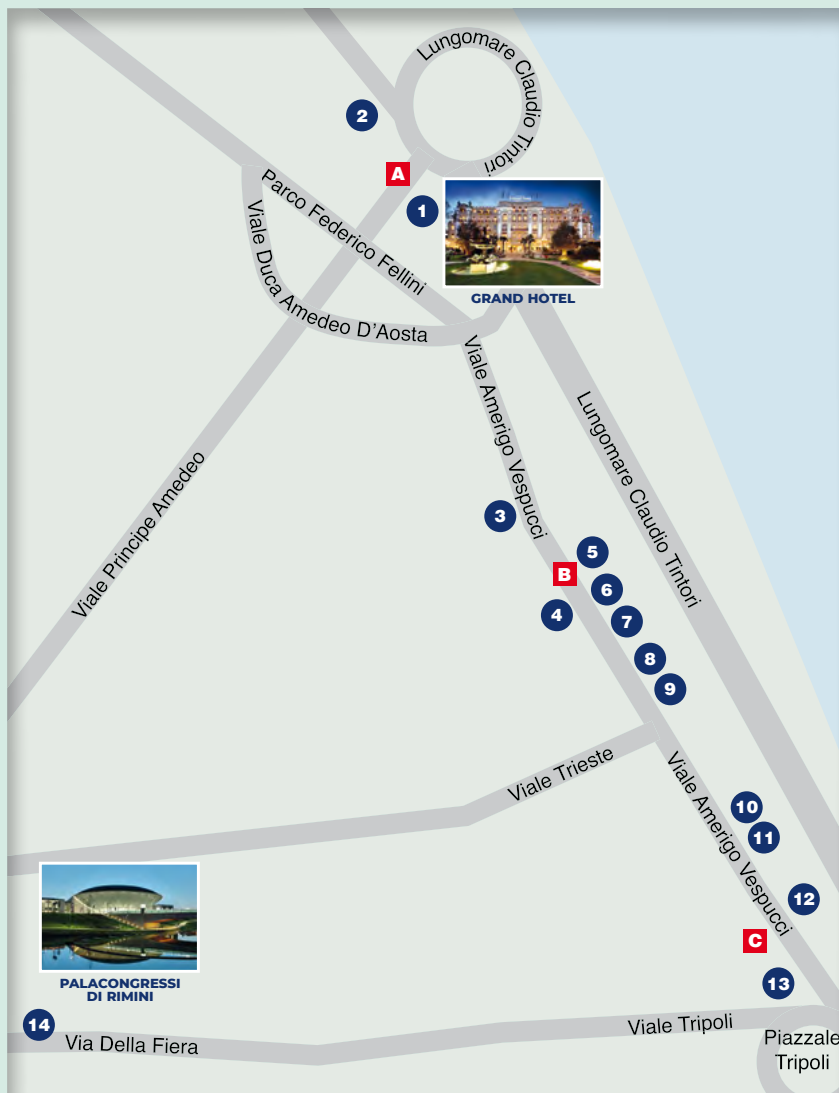 Lungomare Claudio Tintori
2
A
1
Parco Federico Fellini
Viale Duca Amedeo D'Aosta
GRAND HOTEL
Viale Amerigo Vespucci
Lungomare Claudio Tintori
Viale Principe Amedeo
3
5
B
6
4
7
8
9
Viale Trieste
Viale Amerigo Vespucci
10
11
12
C
13
PALACONGRESSI
DI RIMINI
14
Via Della Fiera
Viale Tripoli
Piazzale
Tripoli